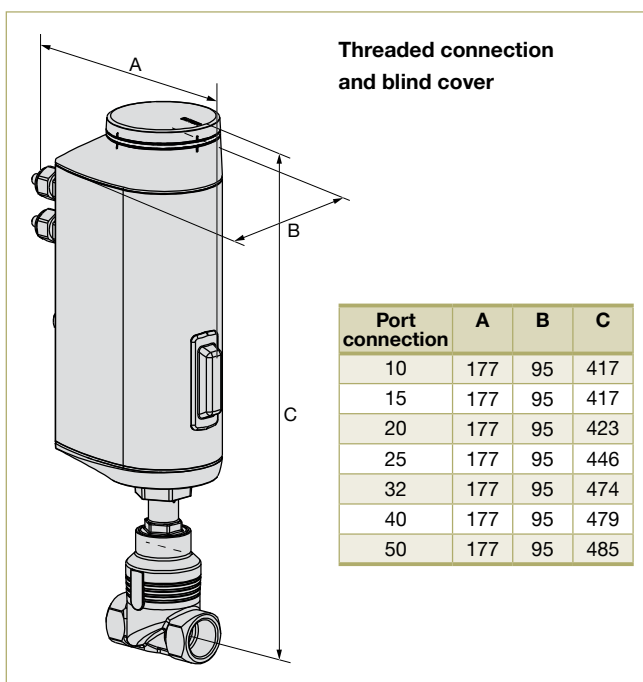 Threaded connection
and blind cover
A
B
C
Port connection A B C
10 177 95 417
15 177 95 417
20 177 95 423
25 177 95 446
32 177 95 474
40 177 95 479
50 177 95 485